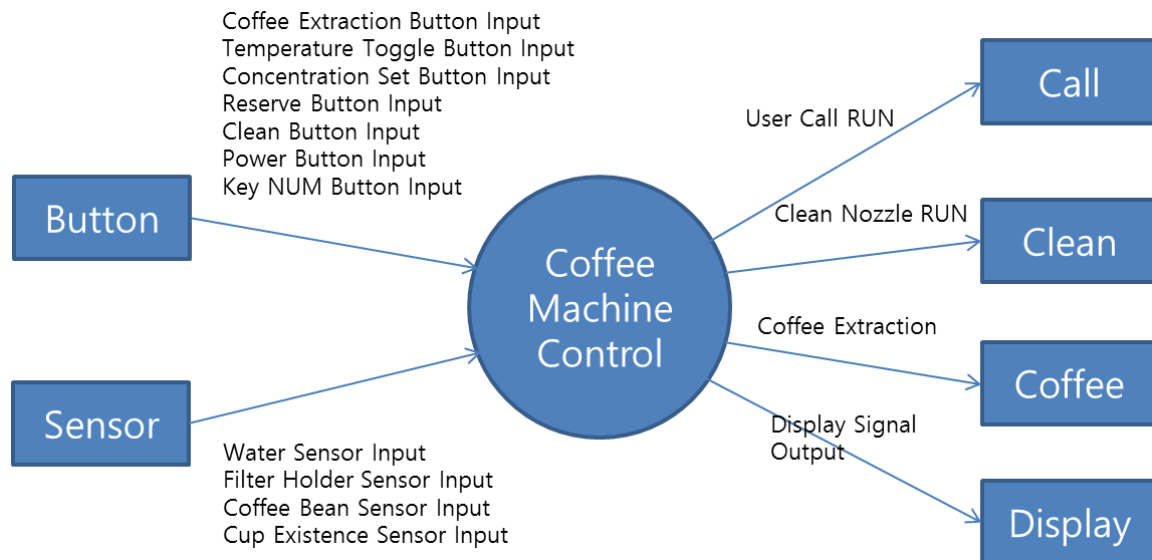 Coffee Extraction Button Input
Temperature Toggle Button Input
Concentration Set Button Input
Reserve Button Input
Clean Button Input
Power Button Input
Key NUM Button Input
Button
Sensor
Water Sensor Input
Filter Holder Sensor Input
Coffee Bean Sensor Input
Cup Existence Sensor Input
Coffee
Machine
Control
User Call RUN
Call
Clean Nozzle RUN
Clean
Coffee Extraction
Coffee
Display Signal
Output
Display